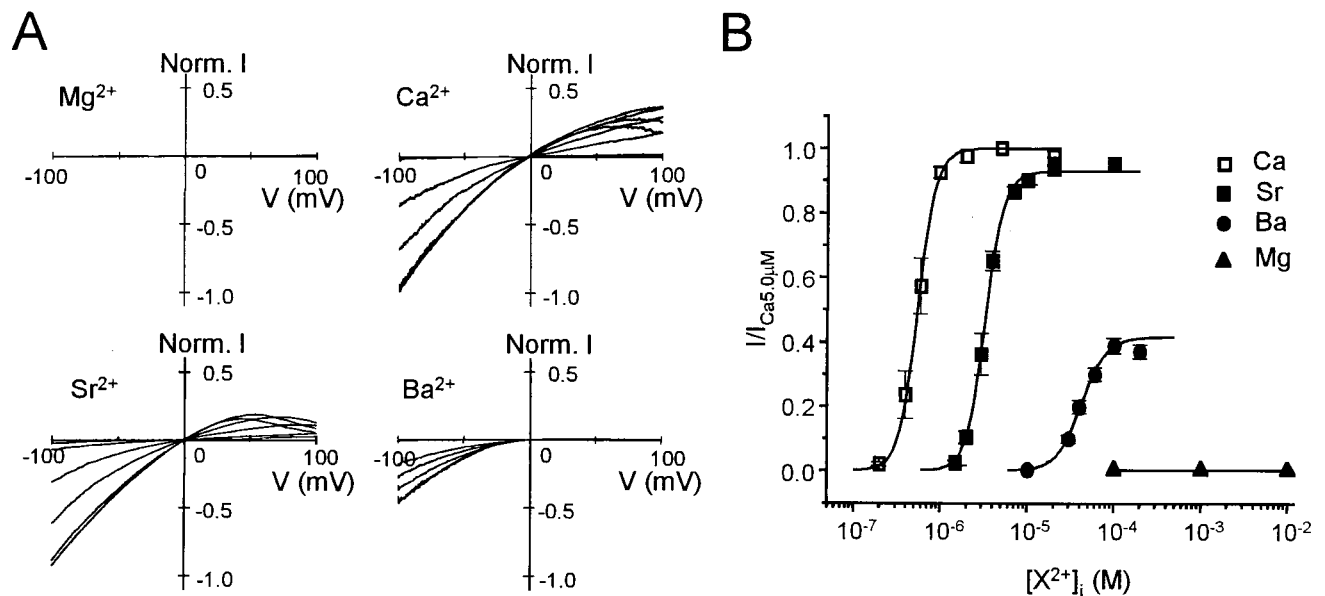 A
B
Norm. I
Mg²⁺
0.5
-100
0
100
V (mV)
-0.5
-1.0
Norm. I
Ca²⁺
0.5
-100
0
100
V (mV)
-0.5
-1.0
Norm. I
Sr²⁺
0.5
-100
0
100
V (mV)
-0.5
-1.0
Norm. I
Ba²⁺
0.5
-100
0
100
V (mV)
-0.5
-1.0
I/I_Ca5.0µM
1.0
0.8
0.6
0.4
0.2
0.0
10⁻⁷
10⁻⁶
10⁻⁵
10⁻⁴
10⁻³
10⁻²
[X²⁺]ᵢ (M)
Ca
Sr
Ba
Mg